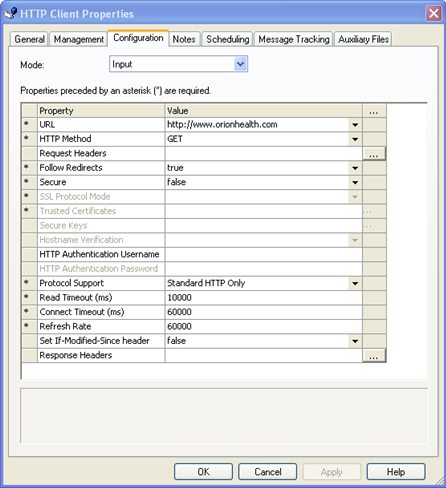 HTTP Client Properties
General Management Configuration Notes Scheduling Message Tracking Auxiliary Files
Mode: Input
Properties preceded by an asterisk (*) are required.
Property Value ...
* URL http://www.orionhealth.com
* HTTP Method GET
Request Headers ...
* Follow Redirects true
* Secure false
* SSL Protocol Mode
* Trusted Certificates ...
Secure Keys ...
Hostname Verification
HTTP Authentication Username
HTTP Authentication Password
* Protocol Support Standard HTTP Only
* Read Timeout (ms) 10000
* Connect Timeout (ms) 60000
* Refresh Rate 60000
Set If-Modified-Since header false
Response Headers ...
OK Cancel Apply Help